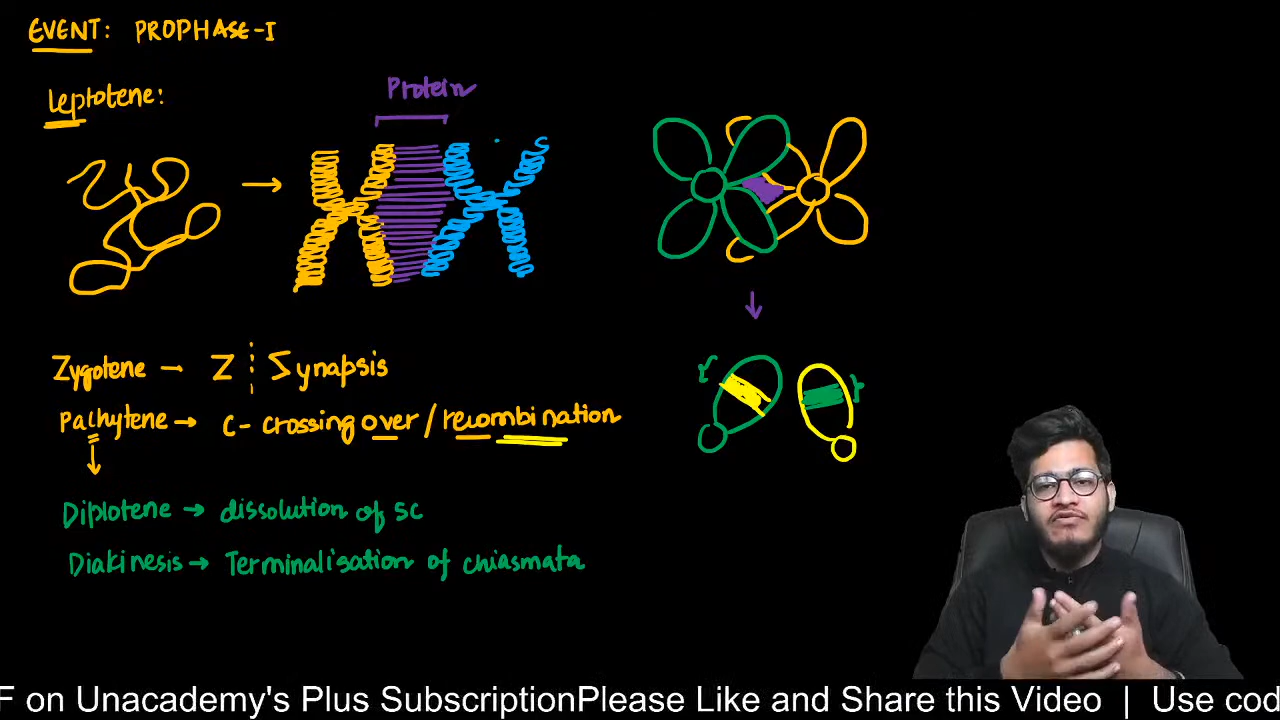 EVENT: PROPHASE-I
Leptotene:
Protein
Zygotene - Z Synapsis
Pachytene → C - crossing over / recombination
Diplotene → dissolution of SC
Diakinesis → Terminalisation of chiasmata
F on Unacademy's Plus SubscriptionPlease Like and Share this Video | Use cod